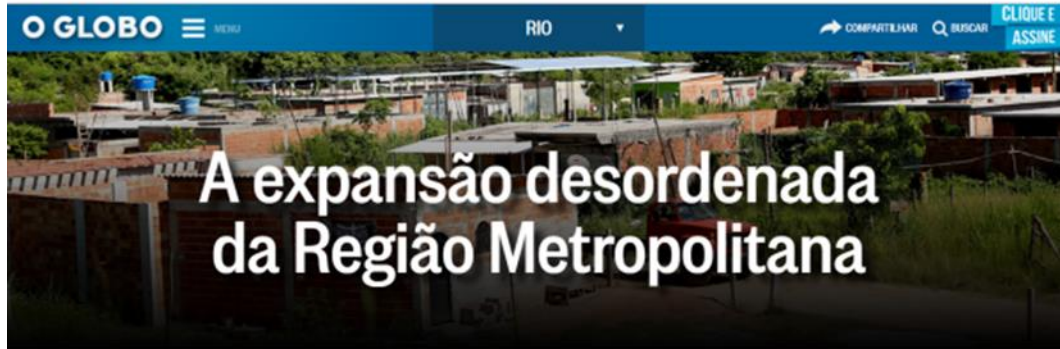 O GLOBO MENU RIO COMPARTILHAR BUSCAR CLIQUE E
ASSINE
A expansão desordenada
da Região Metropolitana